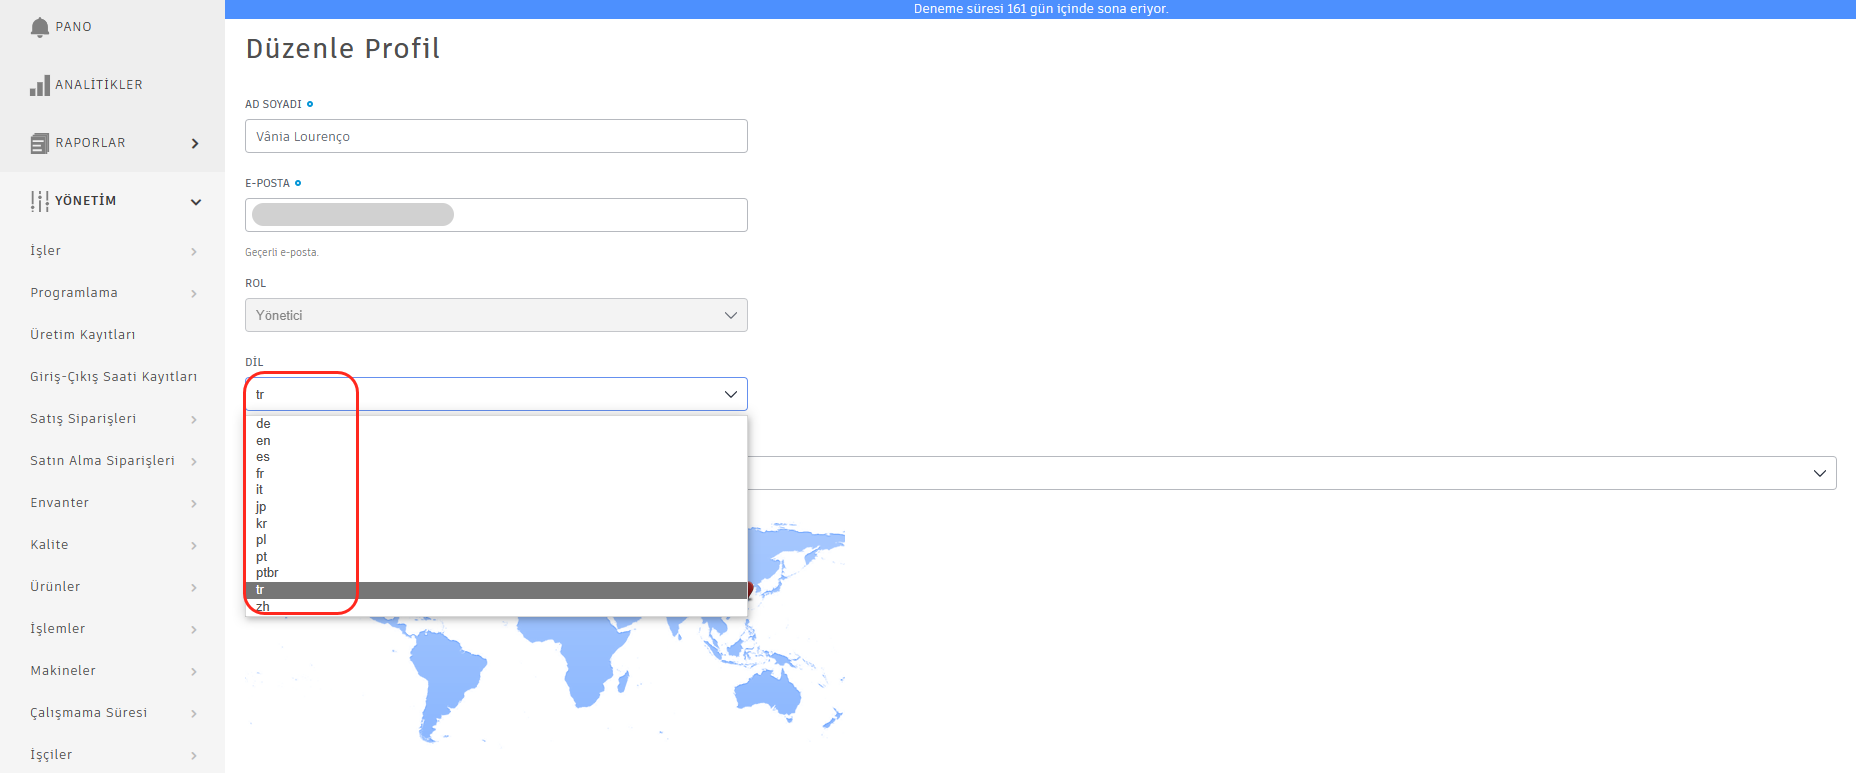 Deneme süresi 161 gün içinde sona eriyor.
PANO
ANALİTİKLER
RAPORLAR
YÖNETİM
İşler
Programlama
Üretim Kayıtları
Giriş-Çıkış Saati Kayıtları
Satış Siparişleri
Satın Alma Siparişleri
Envanter
Kalite
Ürünler
İşlemler
Makineler
Çalışmama Süresi
İşçiler
Düzenle Profil
AD SOYADI
Vânia Lourenço
E-POSTA
Geçerli e-posta.
ROL
Yönetici
DİL
tr
de
en
es
fr
it
jp
kr
pl
pt
ptbr
tr
zh